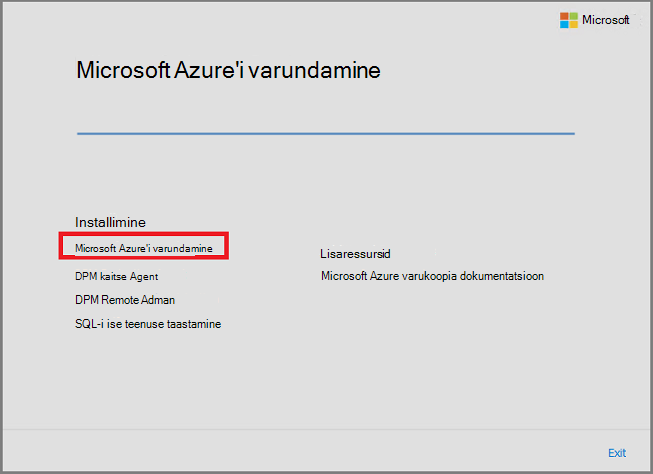 Microsoft
Microsoft Azure'i varundamine
Installimine
Microsoft Azure'i varundamine
DPM kaitse Agent
DPM Remote Adman
SQL-i ise teenuse taastamine
Lisaressursid
Microsoft Azure varukoopia dokumentatsioon
Exit